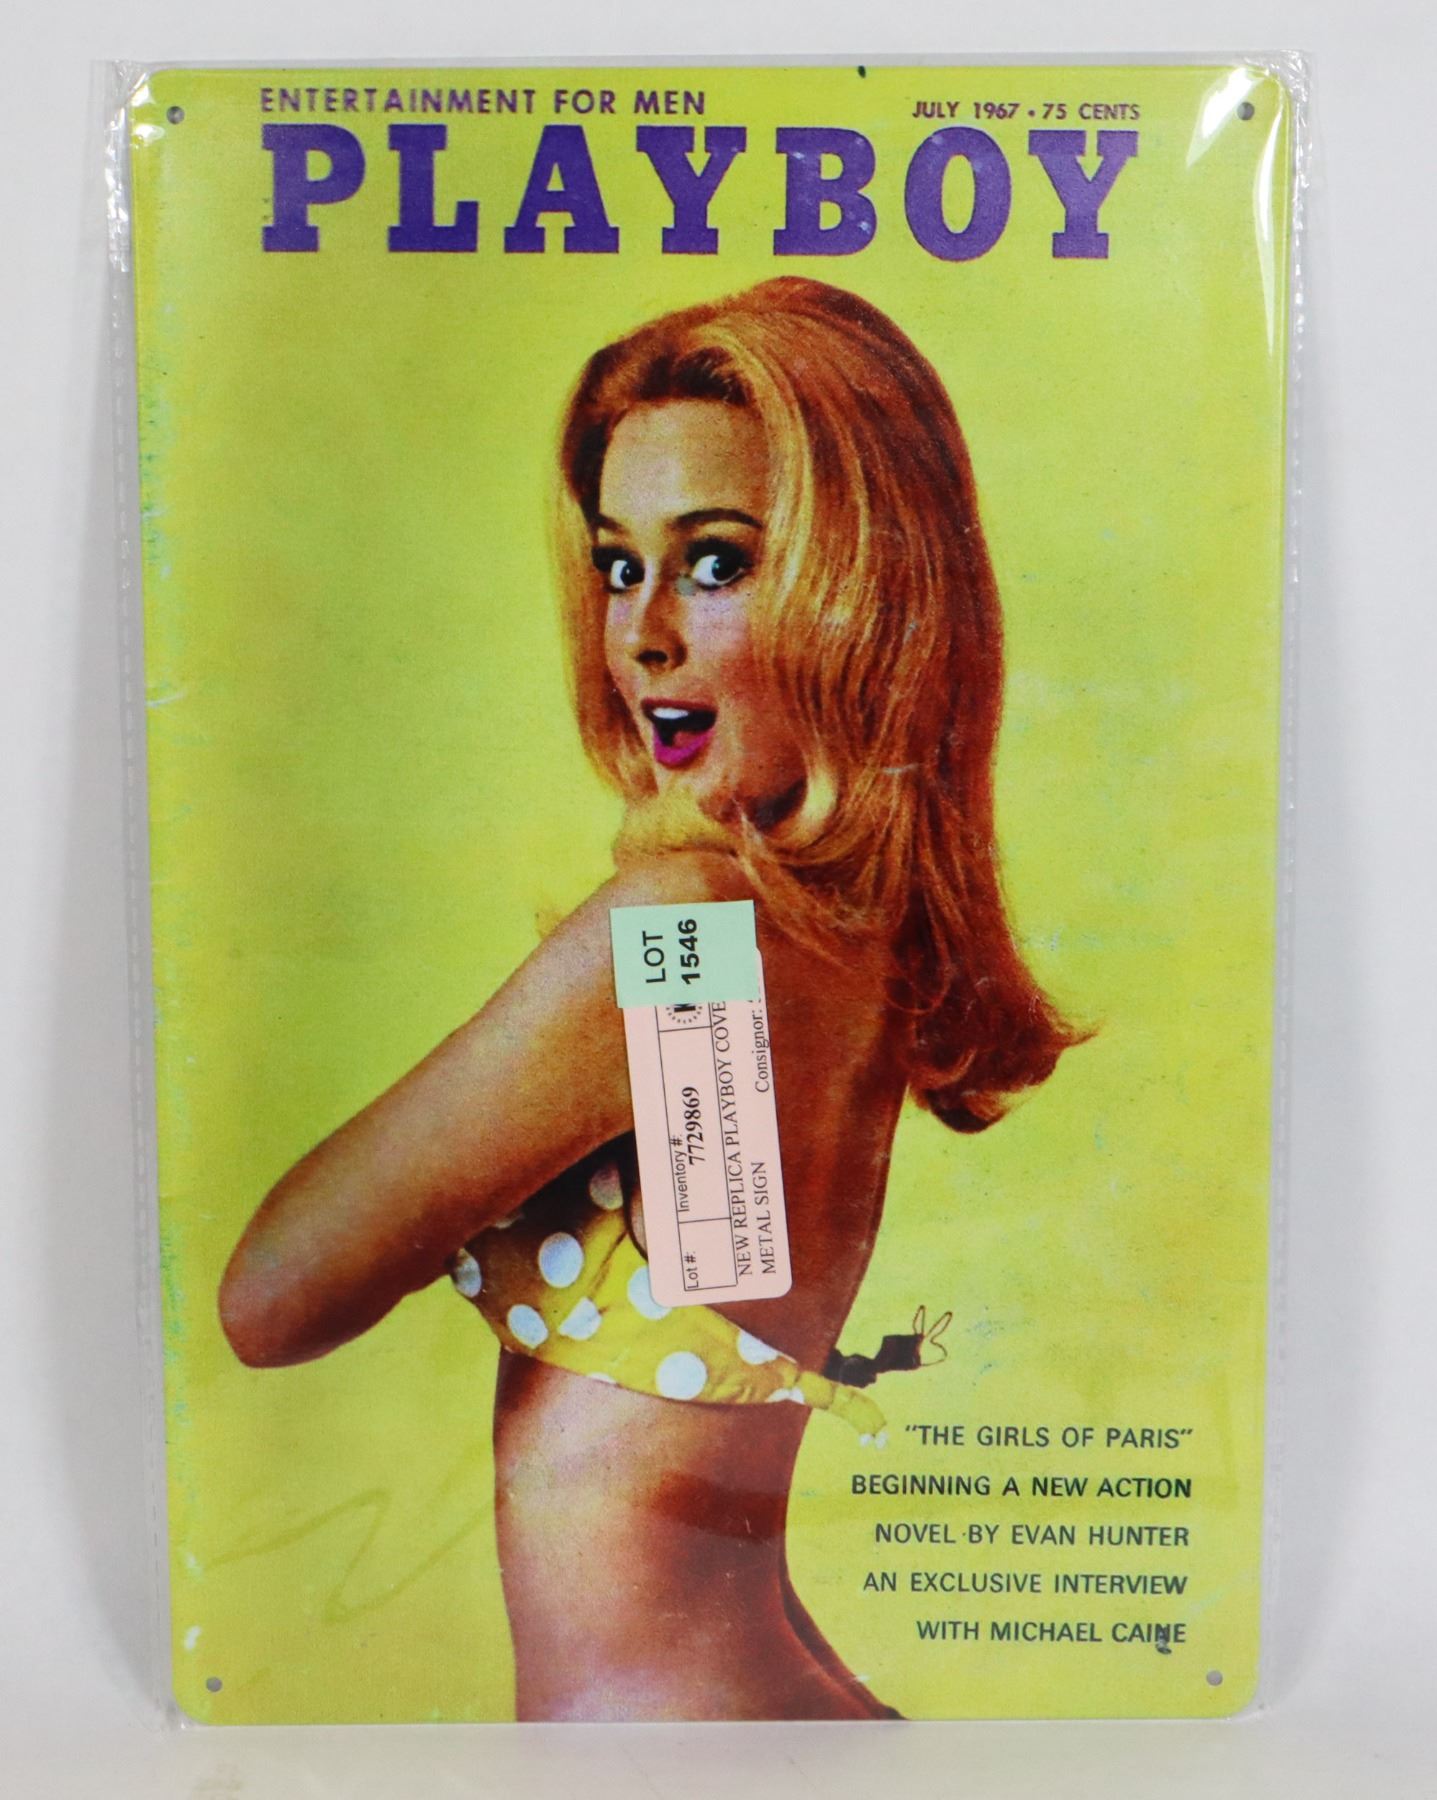 ENTERTAINMENT FOR MEN
JULY 1967 • 75 CENTS
PLAYBOY
LOT
1546
Lot #:
Inventory #:
7729869
NEW REPLICA PLAYBOY COVE
METAL SIGN
Consignor:
"THE GIRLS OF PARIS"
BEGINNING A NEW ACTION
NOVEL BY EVAN HUNTER
AN EXCLUSIVE INTERVIEW
WITH MICHAEL CAINE